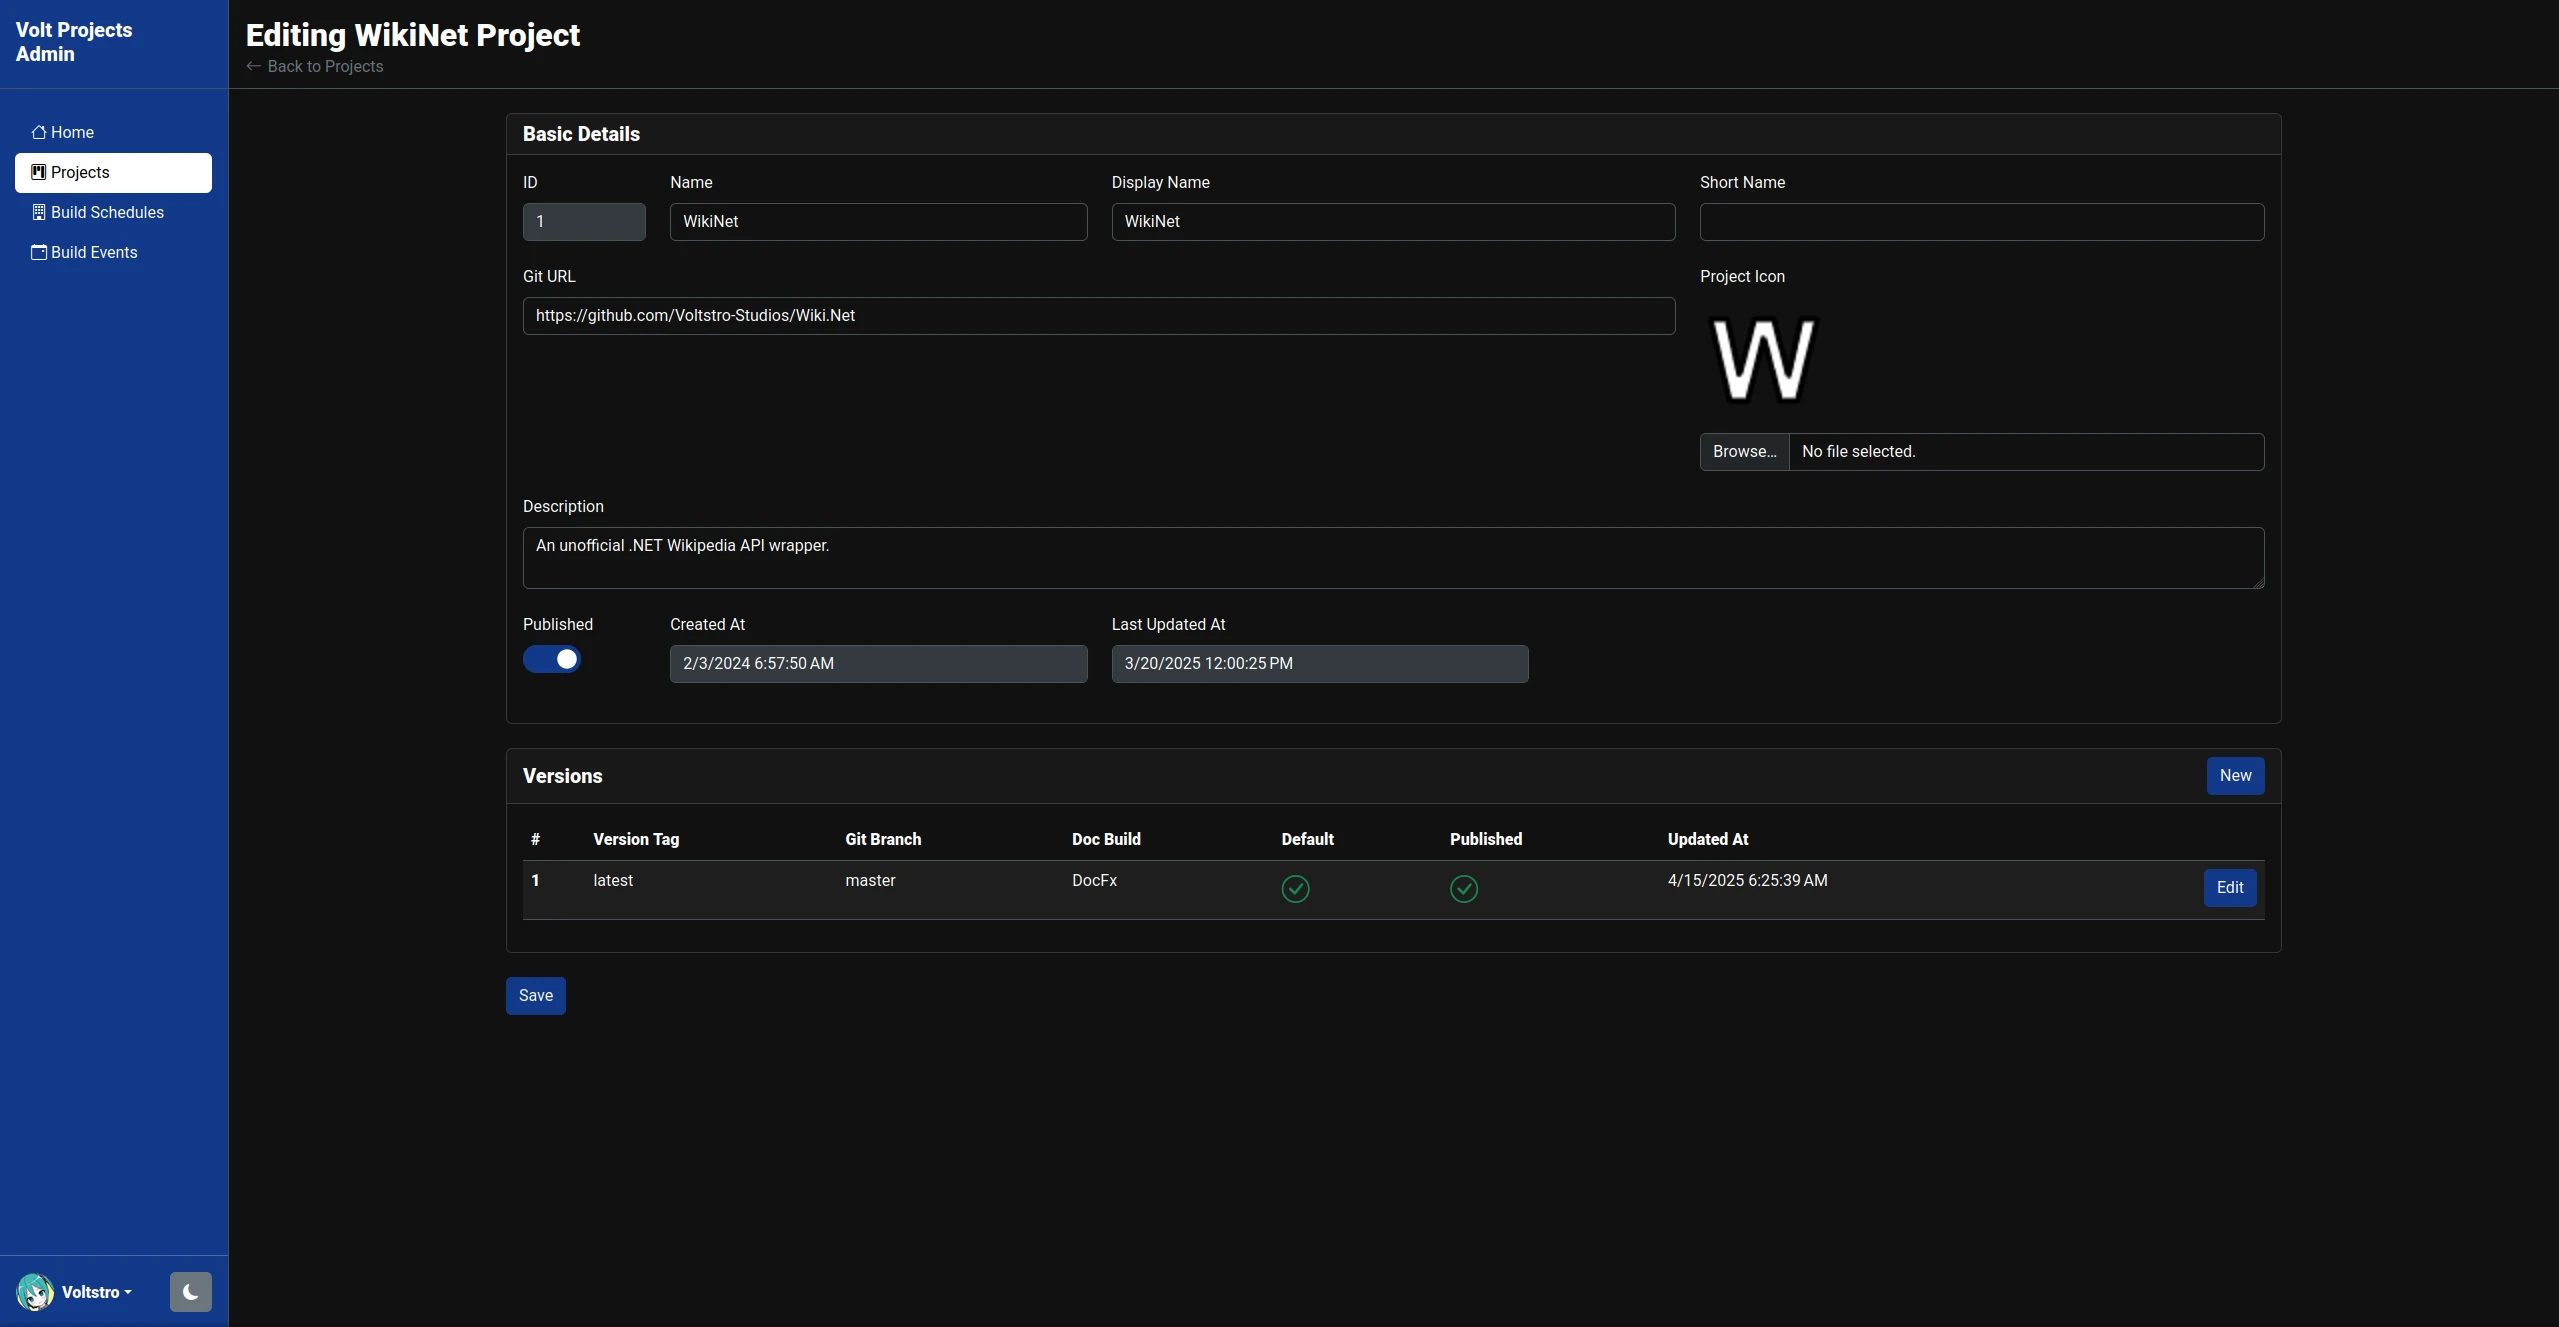 Volt Projects
Admin
Home
Projects
Build Schedules
Build Events
Voltstro
Editing WikiNet Project
Back to Projects
Basic Details
ID Name Display Name Short Name
1 WikiNet WikiNet
Git URL Project Icon
https://github.com/Voltstro-Studios/Wiki.Net
W
Browse... No file selected.
Description
An unofficial .NET Wikipedia API wrapper.
Published Created At Last Updated At
2/3/2024 6:57:50 AM 3/20/2025 12:00:25 PM
Versions New
# Version Tag Git Branch Doc Build Default Published Updated At
1 latest master DocFx 4/15/2025 6:25:39 AM Edit
Save